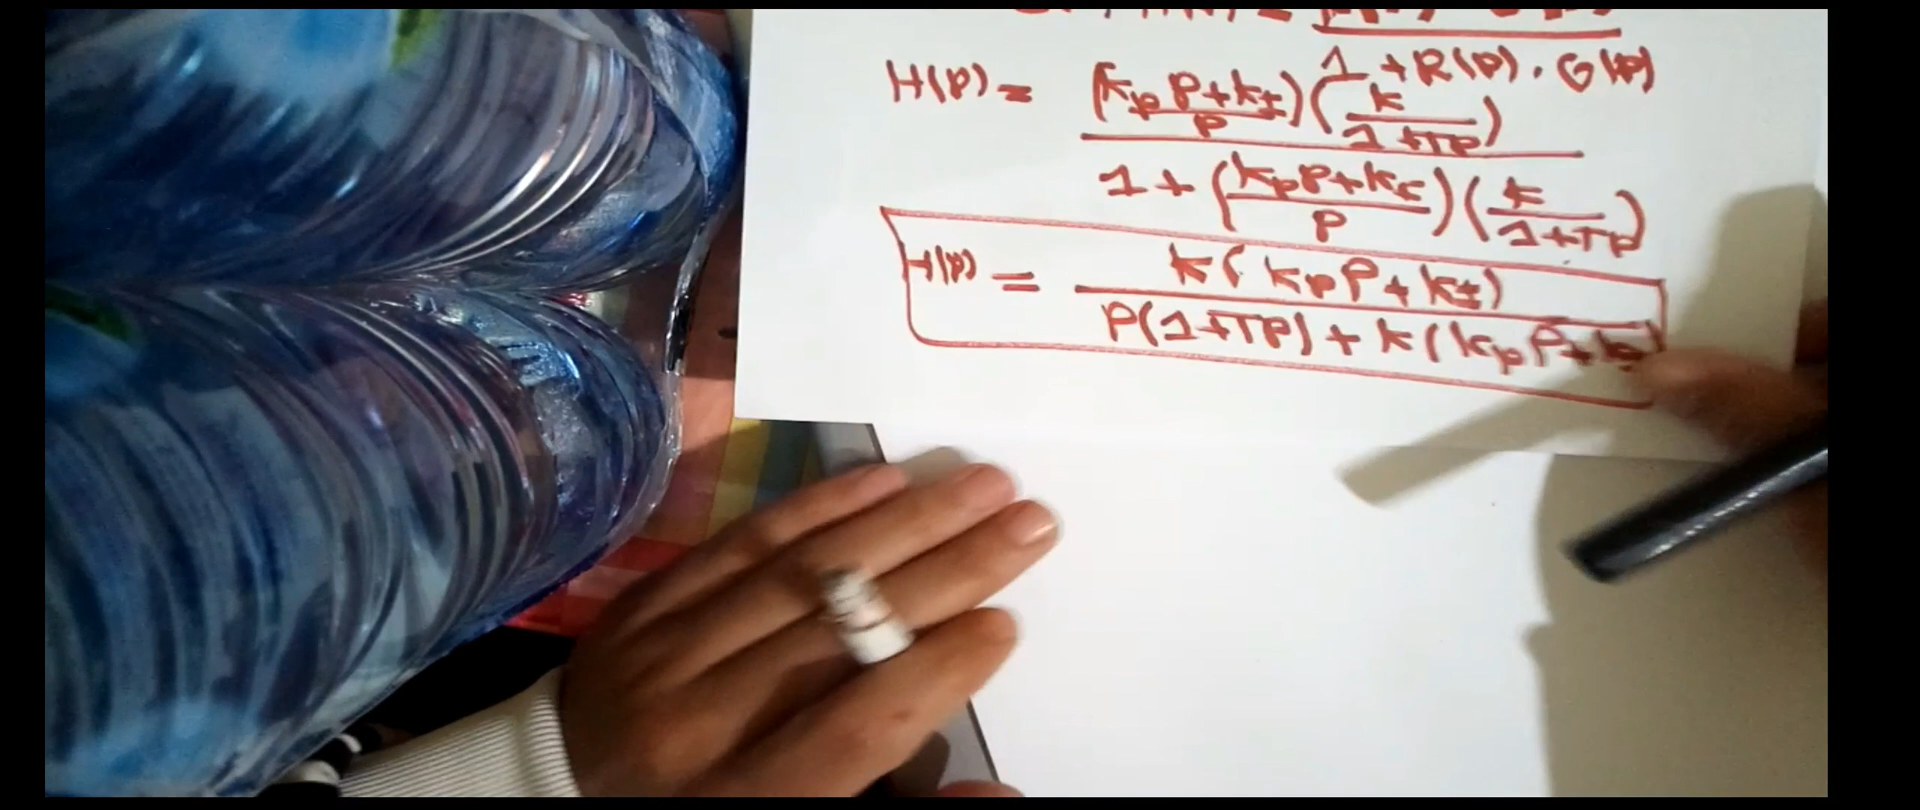 1 + R(p) . G(p)
H(p) = ((kp p + kI)/p) (k/(1 + Tp))
1 + ((kp p + kI)/p) (k/(1 + Tp))
H(p) = k(kp p + kI)
p(1 + Tp) + k(kp p + kI)